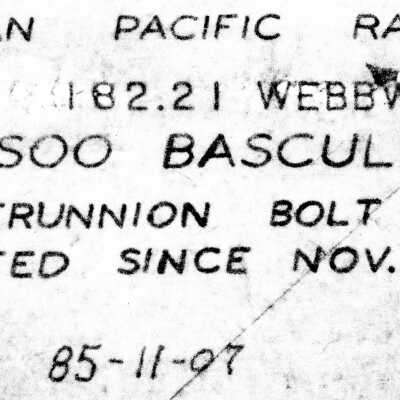 AN PACIFIC RA
182.21 WEBBW
SOO BASCUL
TRUNNION BOLT
TED SINCE NOV.
85-11-07